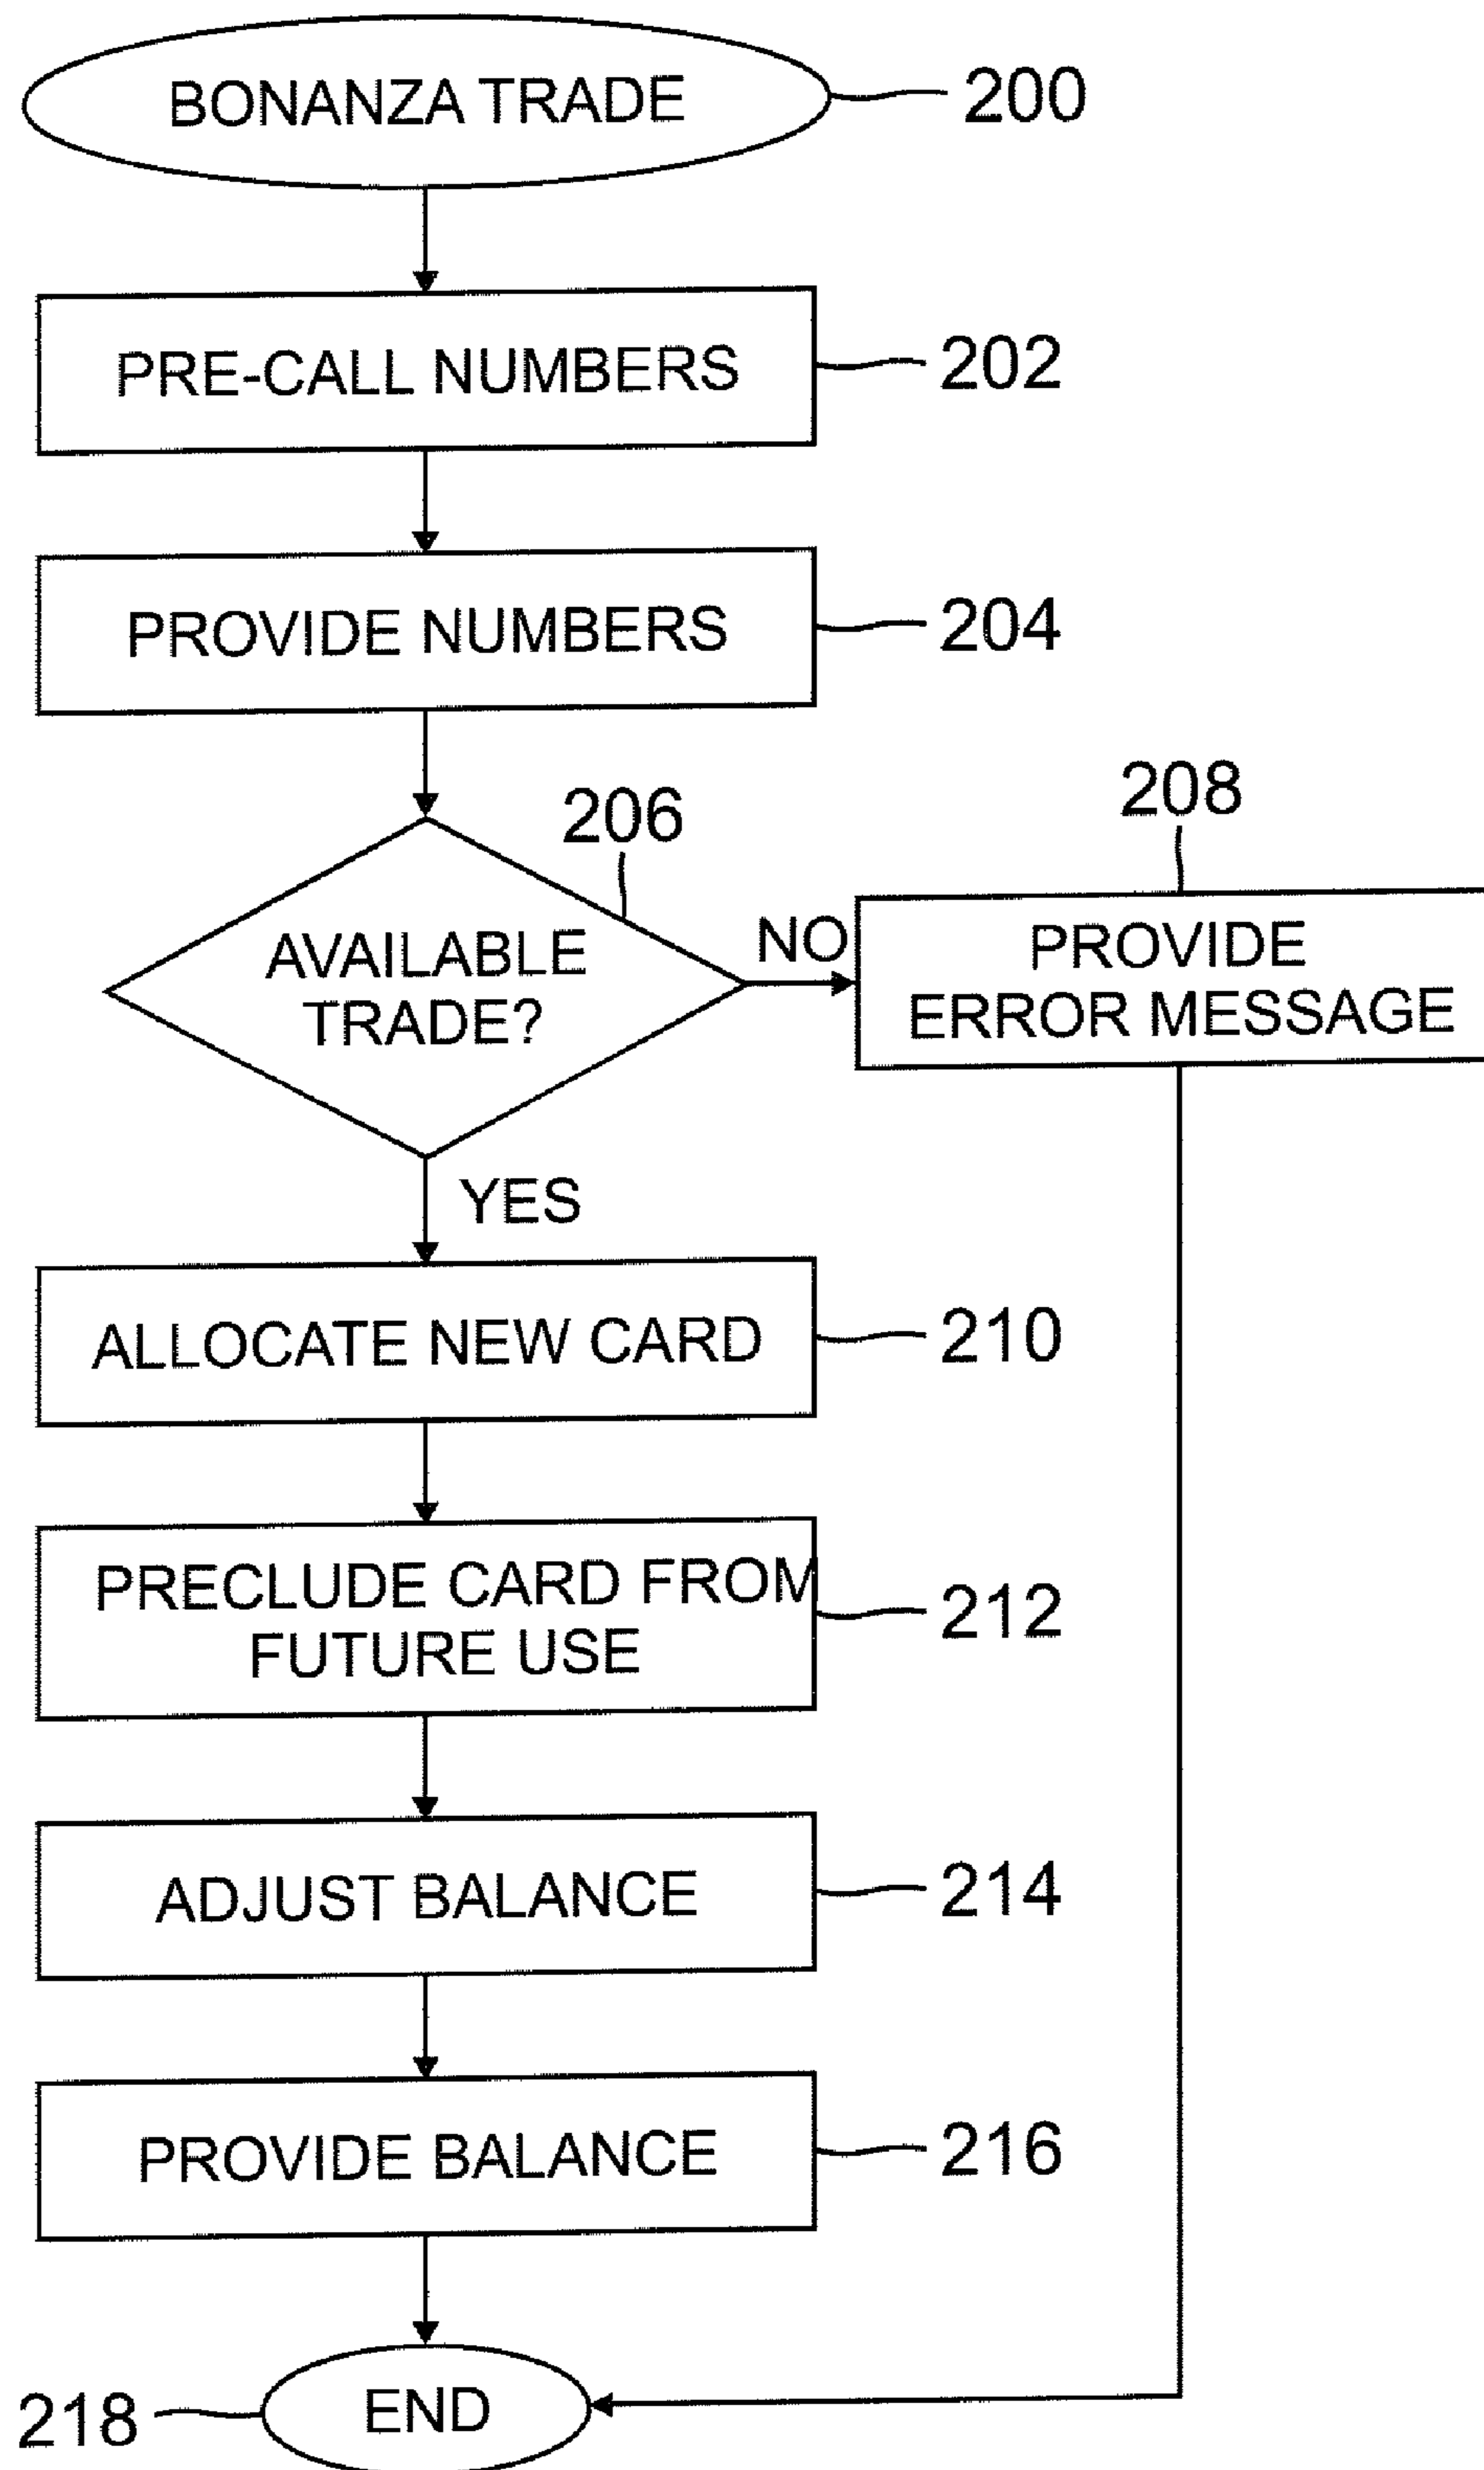 BONANZA TRADE
200
PRE-CALL NUMBERS
202
PROVIDE NUMBERS
204
206
208
AVAILABLE
TRADE?
NO
PROVIDE
ERROR MESSAGE
YES
ALLOCATE NEW CARD
210
PRECLUDE CARD FROM
FUTURE USE
212
ADJUST BALANCE
214
PROVIDE BALANCE
216
218
END